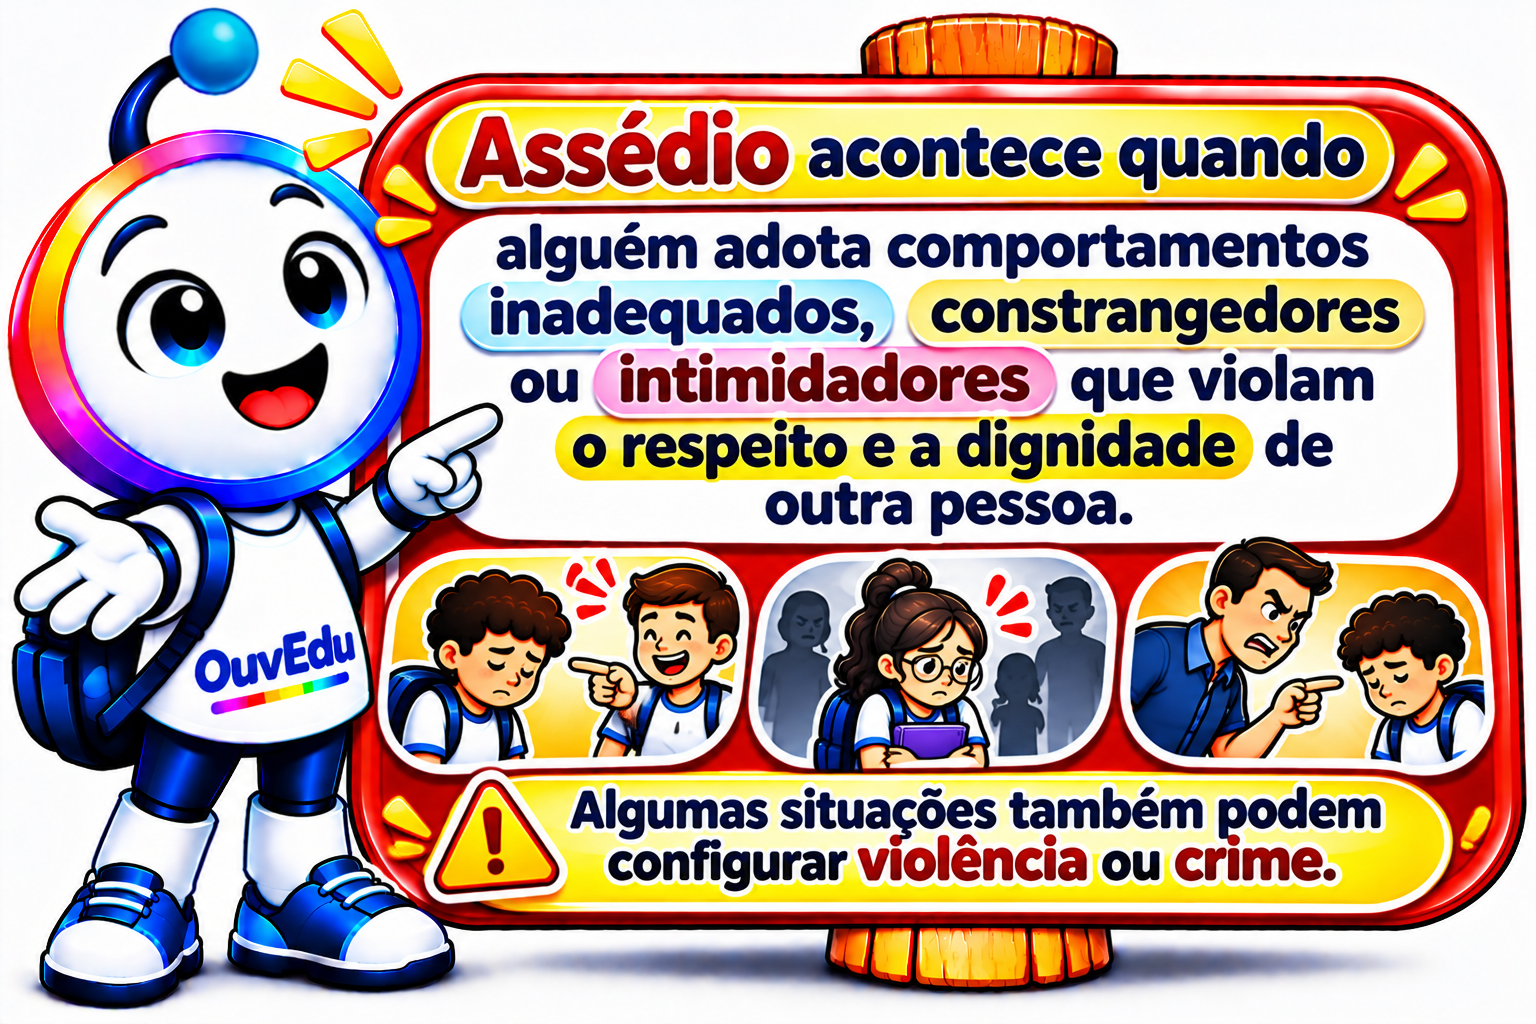 Assédio acontece quando
alguém adota comportamentos
inadequados, constrangedores
ou intimidadores que violam
o respeito e a dignidade de
outra pessoa.
OuvEdu
Algumas situações também podem
configurar violência ou crime.